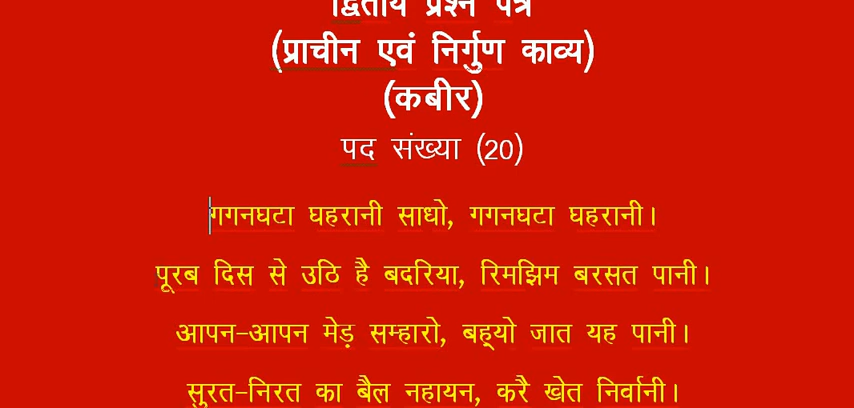 द्वितीय प्रश्न पत्र
(प्राचीन एवं निर्गुण काव्य)
(कबीर)
पद संख्या (20)
गगनघटा घहरानी साधो, गगनघटा घहरानी।
पूरब दिस से उठि है बदरिया, रिमझिम बरसत पानी।
आपन-आपन मेड़ सम्हारो, बह्यो जात यह पानी।
सुरत-निरत का बैल नहायन, करै खेत निर्वानी।